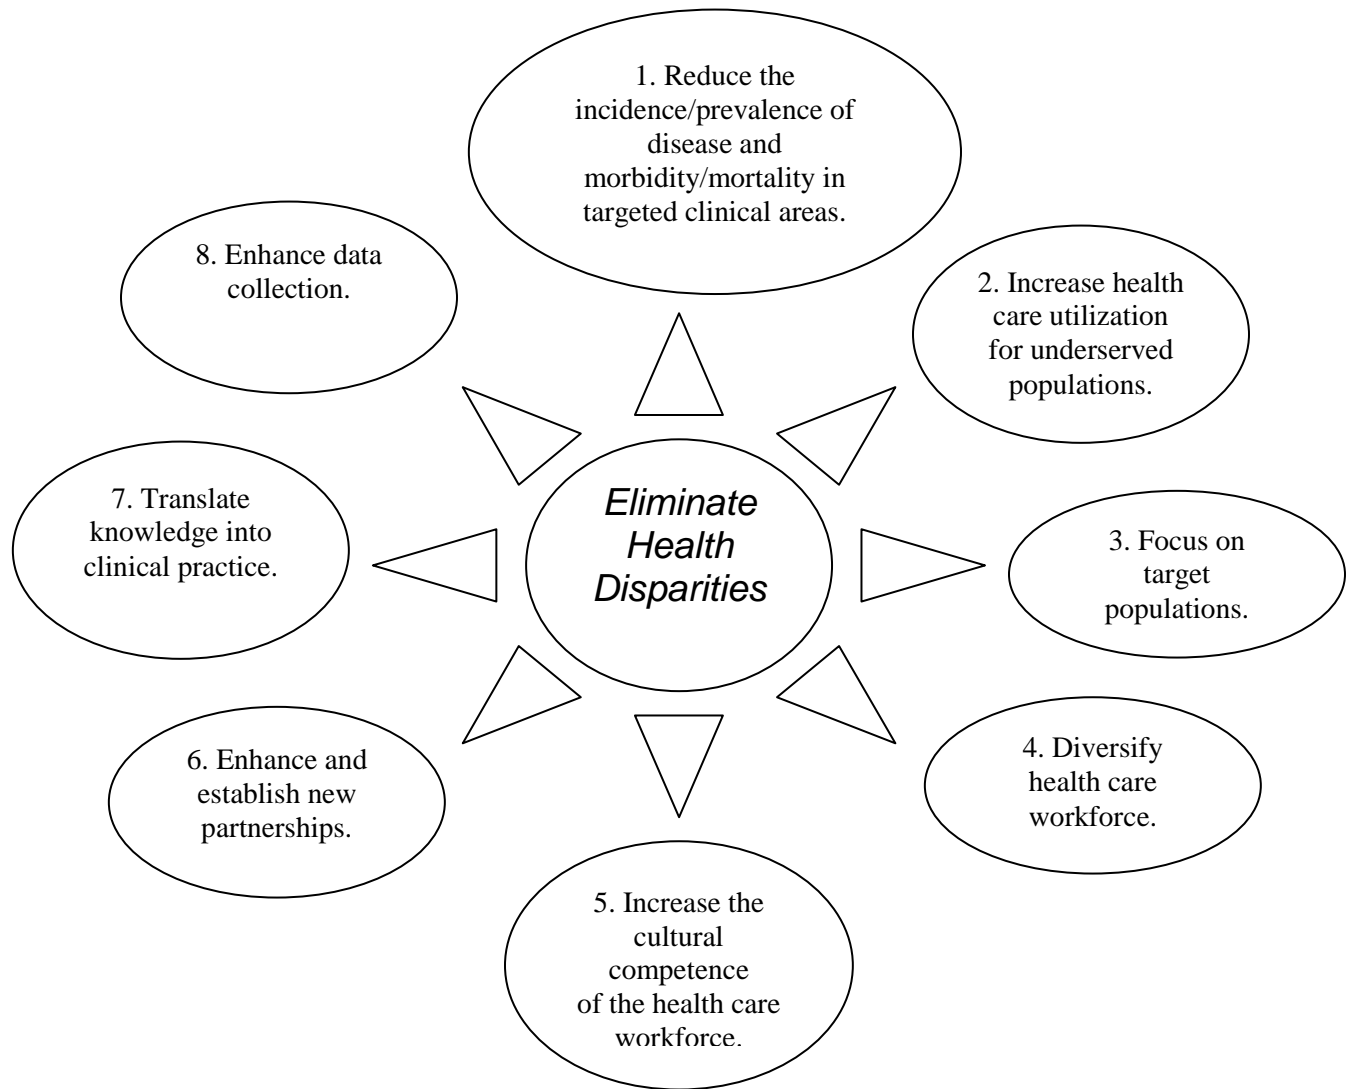 1. Reduce the
incidence/prevalence of
disease and
morbidity/mortality in
targeted clinical areas.
8. Enhance data
collection.
2. Increase health
care utilization
for underserved
populations.
7. Translate
knowledge into
clinical practice.
Eliminate
Health
Disparities
3. Focus on
target
populations.
6. Enhance and
establish new
partnerships.
4. Diversify
health care
workforce.
5. Increase the
cultural
competence
of the health care
workforce.